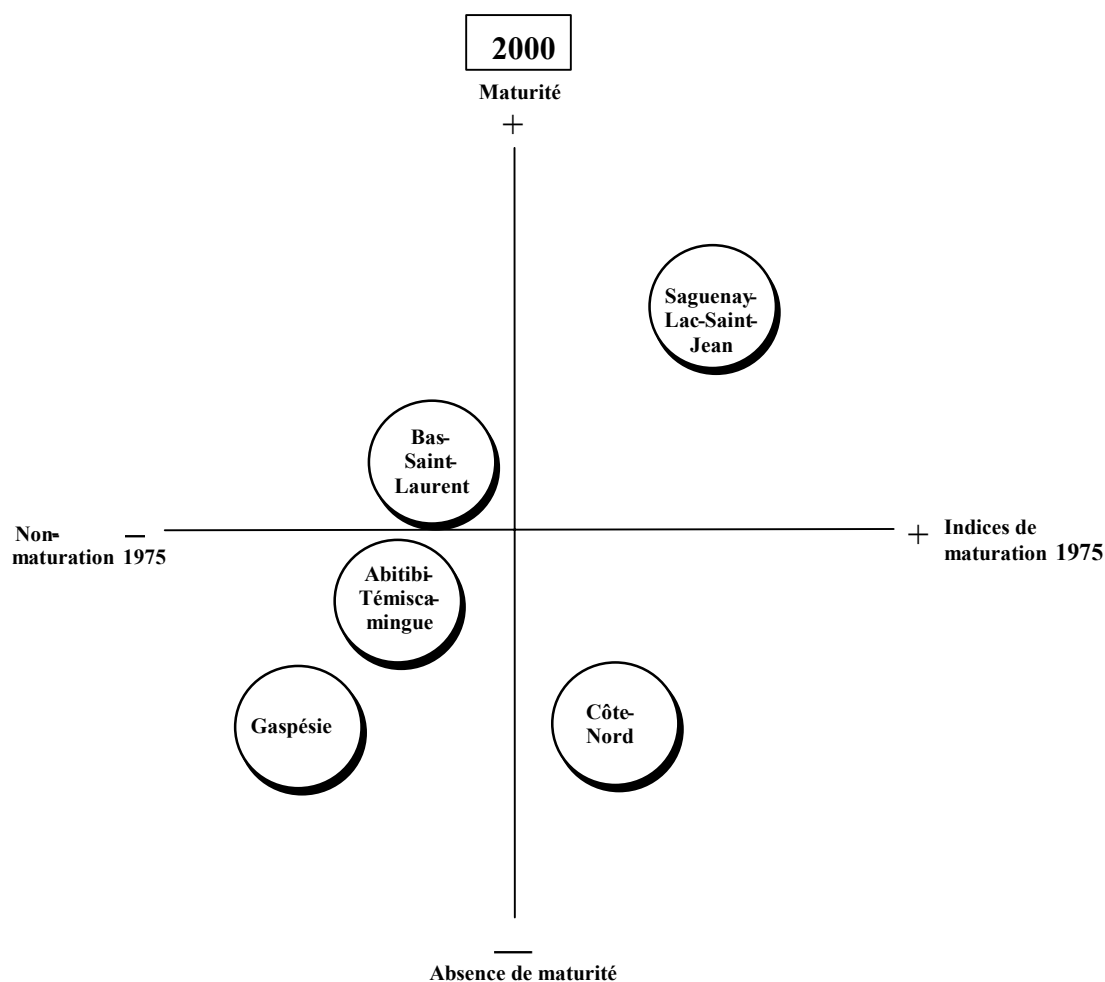 2000
Maturité
+
Saguenay-
Lac-Saint-
Jean
Bas-
Saint-
Laurent
Non-
maturation 1975
—
+
Indices de
maturation 1975
Abitibi-
Témisca-
mingue
Gaspésie
Côte-
Nord
—
Absence de maturité